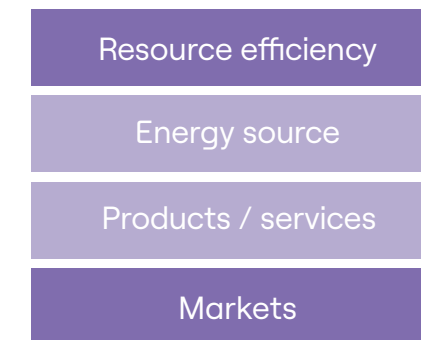 Resource efficiency
Energy source
Products / services
Markets